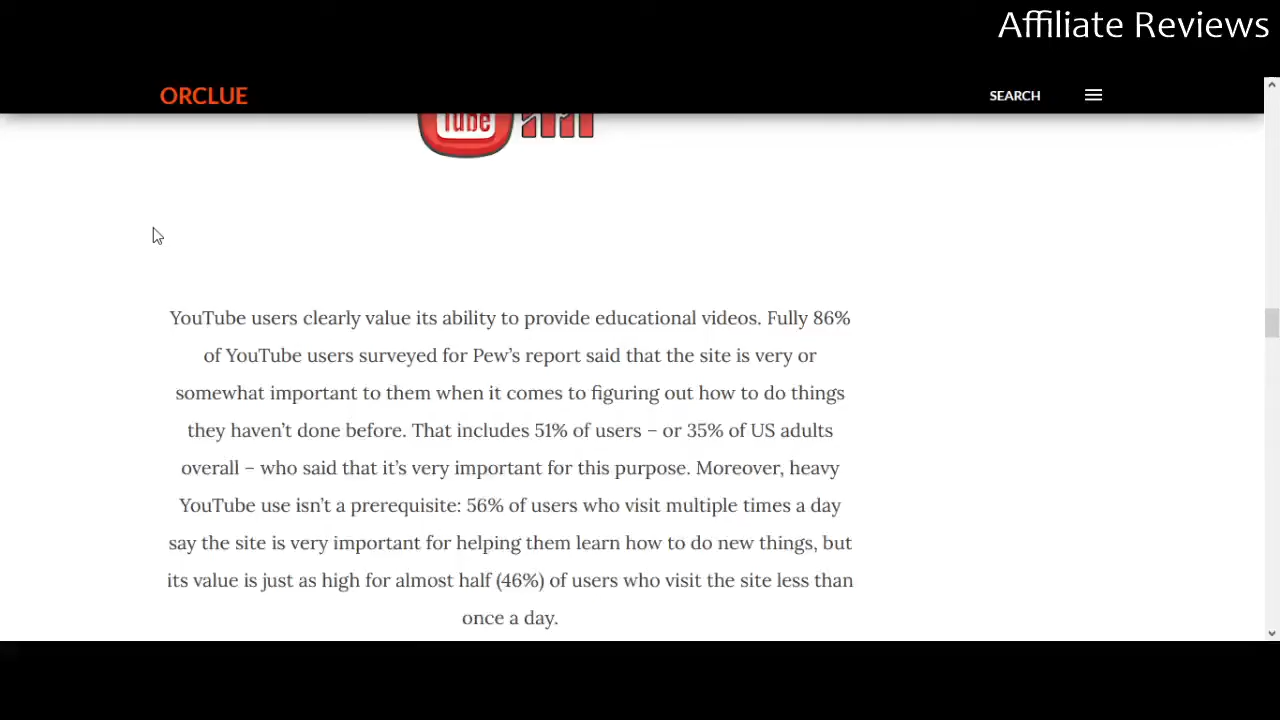 Affiliate Reviews
ORCLUE
SEARCH
Tube
YouTube users clearly value its ability to provide educational videos. Fully 86%
of YouTube users surveyed for Pew’s report said that the site is very or
somewhat important to them when it comes to figuring out how to do things
they haven’t done before. That includes 51% of users – or 35% of US adults
overall – who said that it’s very important for this purpose. Moreover, heavy
YouTube use isn’t a prerequisite: 56% of users who visit multiple times a day
say the site is very important for helping them learn how to do new things, but
its value is just as high for almost half (46%) of users who visit the site less than
once a day.